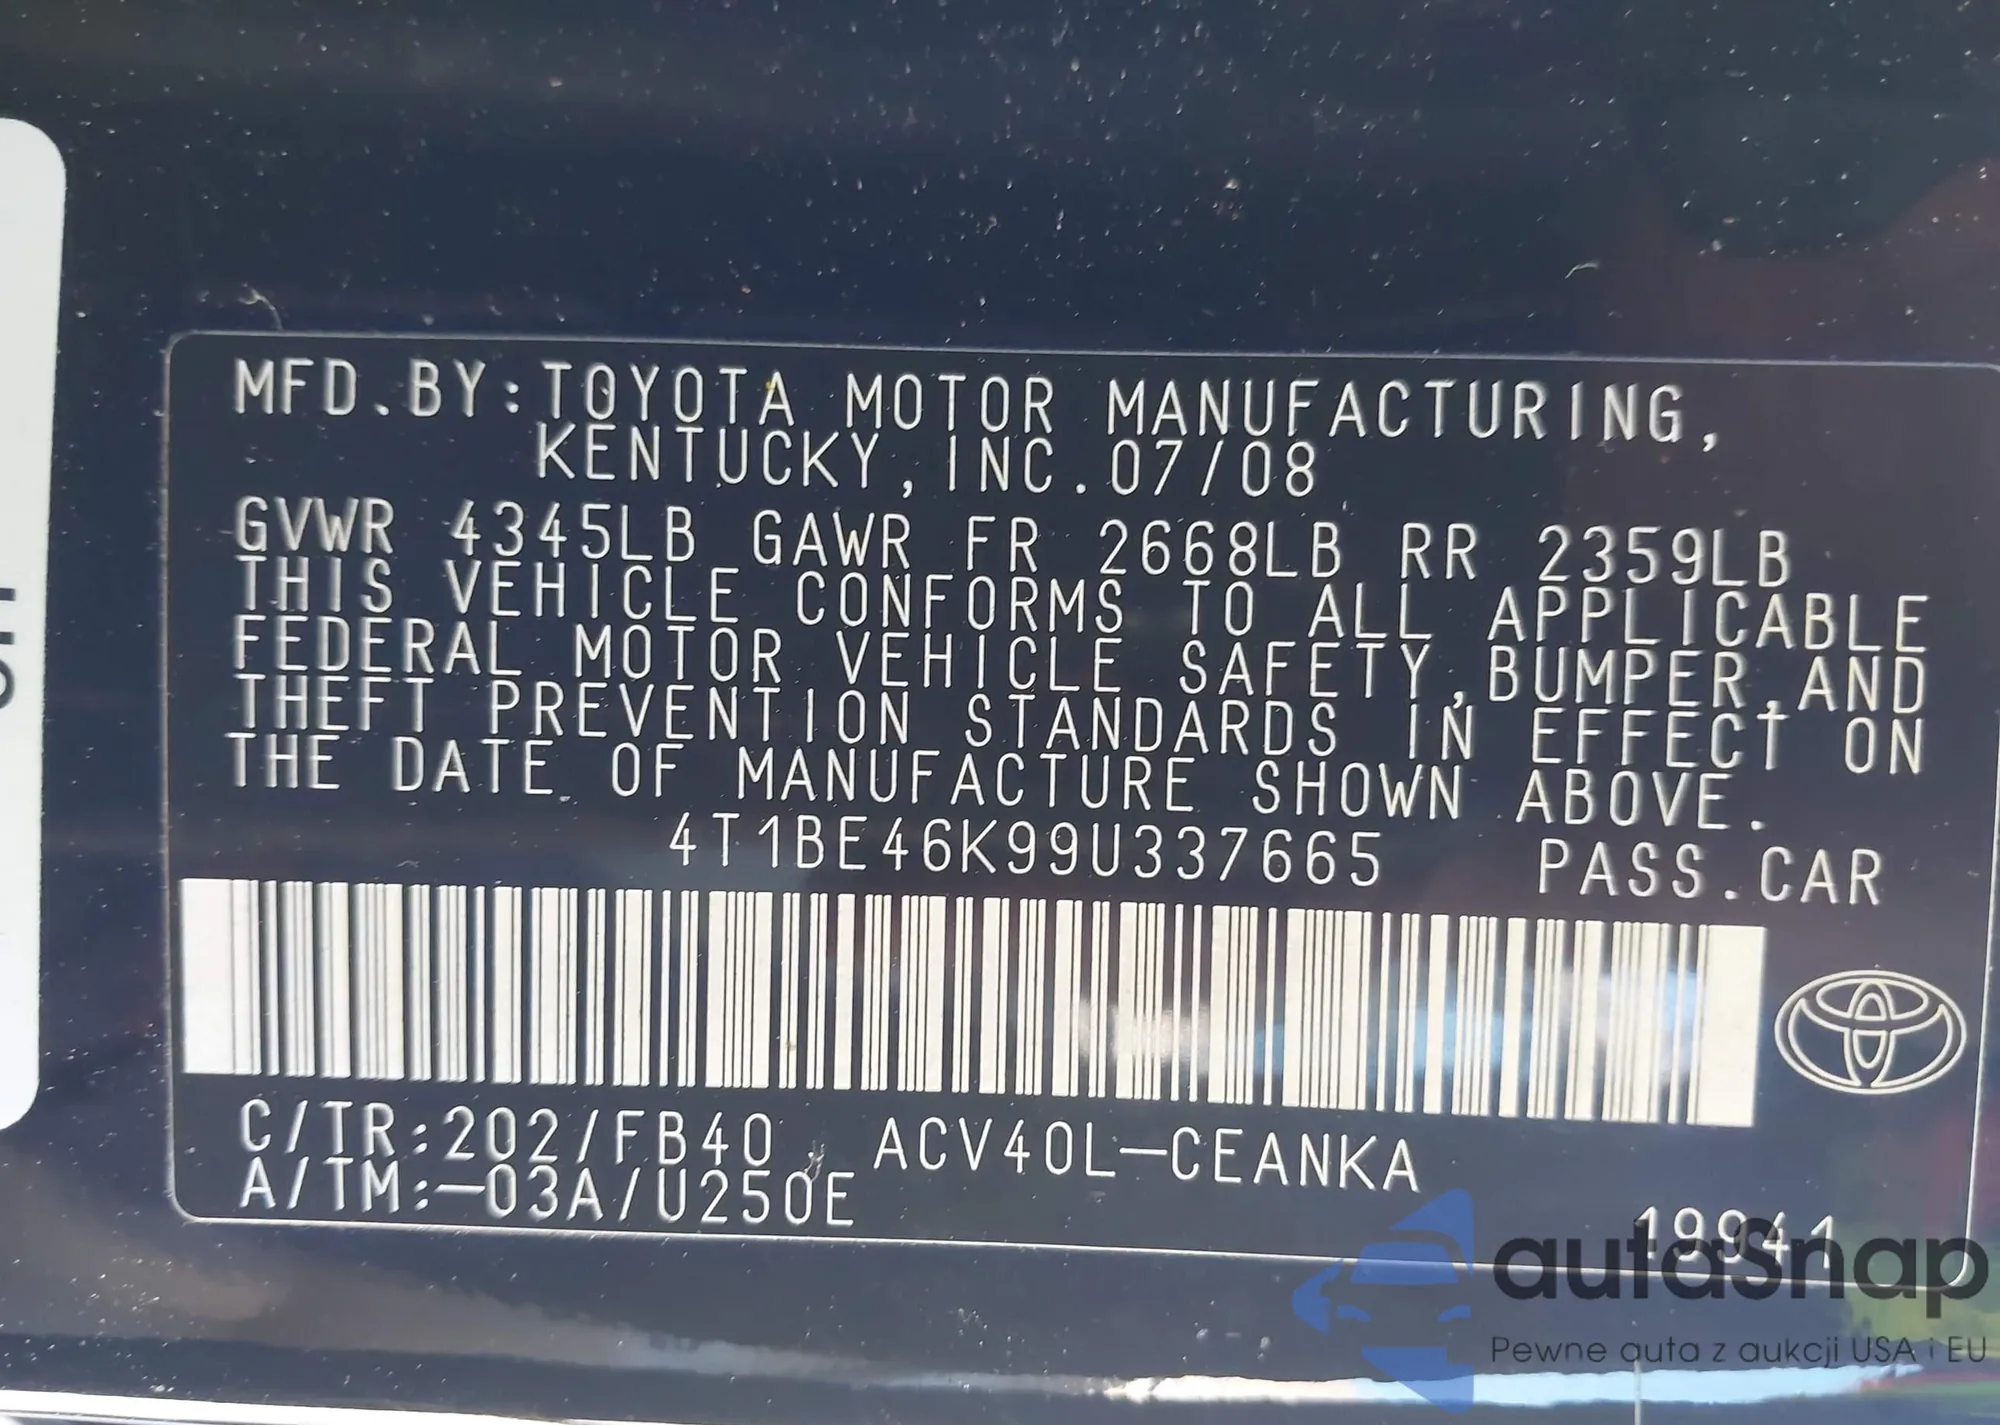 MFD.BY:TOYOTA MOTOR MANUFACTURING,
KENTUCKY,INC.07/08
GVWR 4345LB GAWR FR 2668LB RR 2359LB
THIS VEHICLE CONFORMS TO ALL APPLICABLE
FEDERAL MOTOR VEHICLE SAFETY,BUMPER,AND
THEFT PREVENTION STANDARDS IN EFFECT ON
THE DATE OF MANUFACTURE SHOWN ABOVE.
4T1BE46K99U337665 PASS.CAR
C/TR:202/FB40 ACV40L-CEANKA
A/TM:-03A/U250E
19941
autaSnap
Pewne auta z aukcji USA i EU